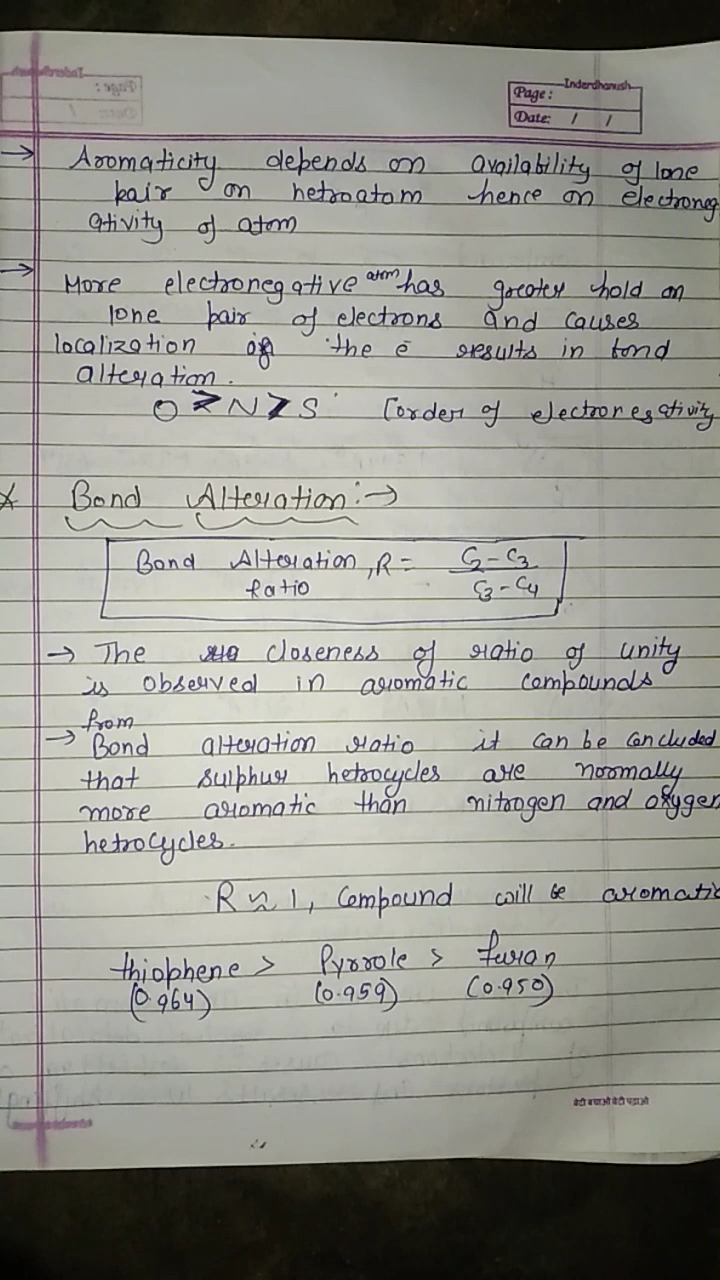 Inderdhanush
Page:
Date: / /
→ Aromaticity depends on availability of lone
pair on hetroatom hence on electroneg
ativity of atom
→ More electronegative atom has greater hold on
lone pair of electrons and causes
localization of the ē results in bond
alteration.
O > N > S [order of electronegativity
* Bond Alteration:→
Bond Alteration, R = C2-C3
ratio C3-C4
→ The closeness of ratio of unity
is observed in aromatic compounds
from
→ Bond alteration ratio it can be concluded
that sulphur hetrocycles are normally
more aromatic than nitrogen and oxygen
hetrocycles.
R ≈ 1, Compound will be aromatic
thiophene > Pyrrole > furan
(0.964) (0.959) (0.950)
बेटी बचाओ बेटी पढ़ाओ